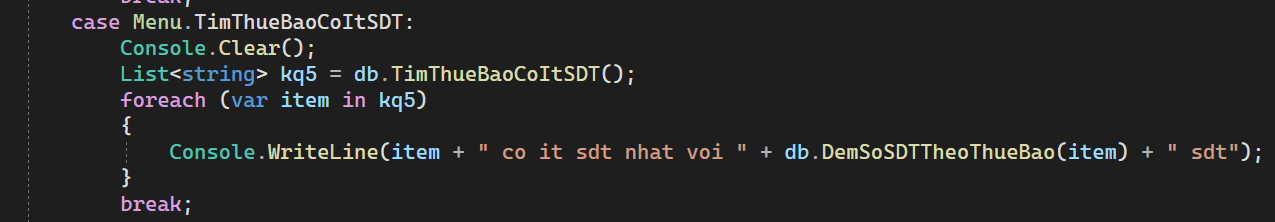 break;
case Menu.TimThueBaoCoItSDT:
Console.Clear();
List<string> kq5 = db.TimThueBaoCoItSDT();
foreach (var item in kq5)
{
Console.WriteLine(item + " co it sdt nhat voi " + db.DemSoSDTTheoThueBao(item) + " sdt");
}
break;